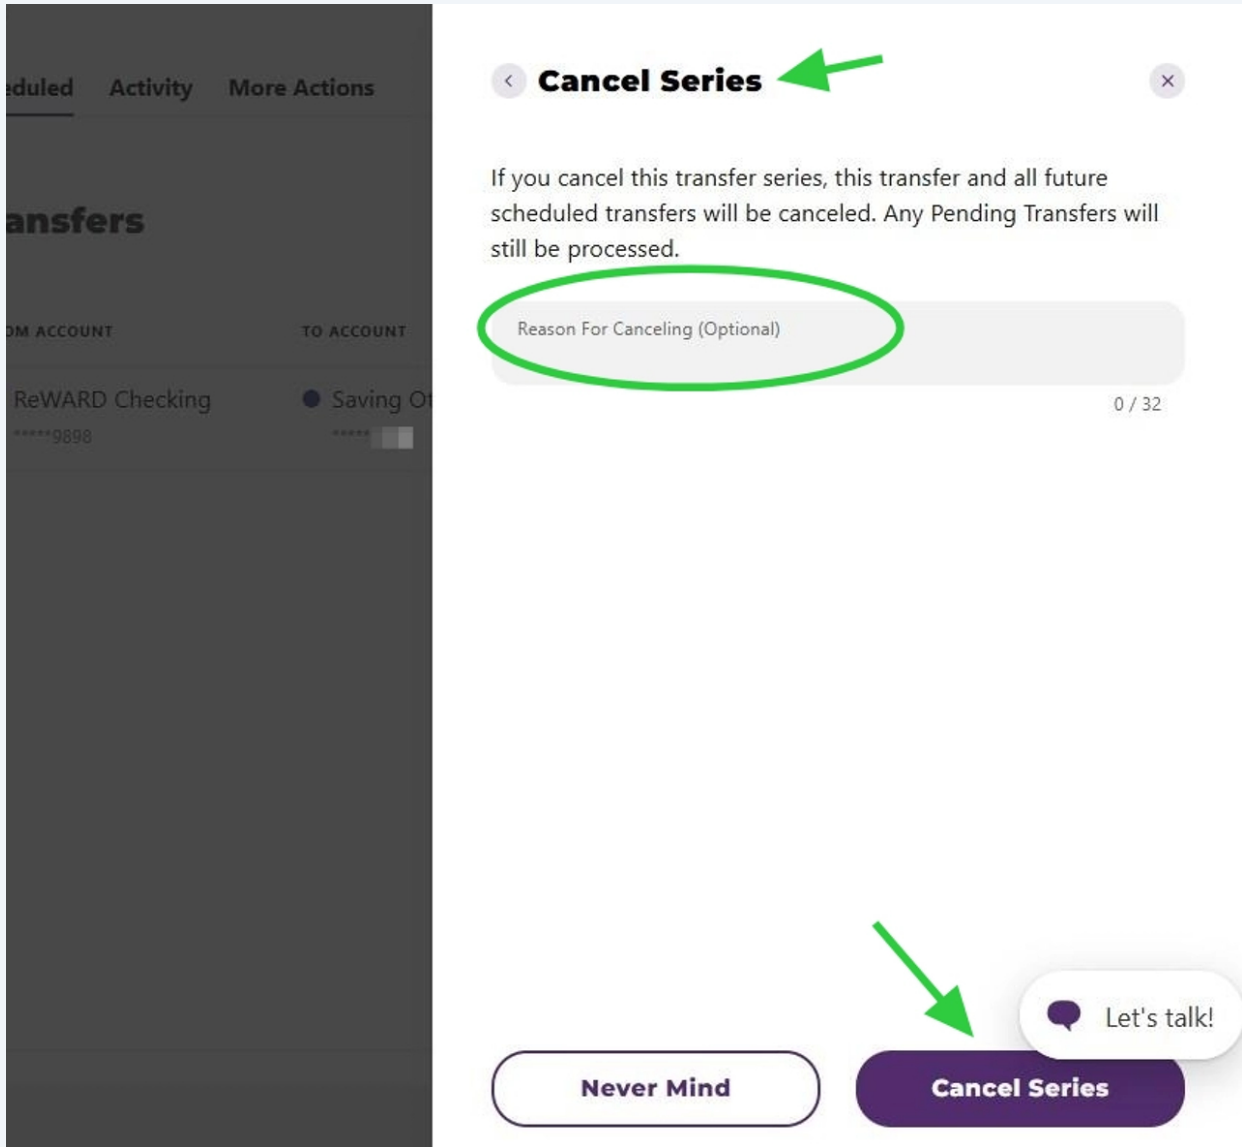 eduled Activity More Actions
ansfers
OM ACCOUNT TO ACCOUNT
ReWARD Checking Saving Ot
*****9898 *****
Cancel Series
If you cancel this transfer series, this transfer and all future
scheduled transfers will be canceled. Any Pending Transfers will
still be processed.
Reason For Canceling (Optional)
0 / 32
Let's talk!
Never Mind Cancel Series